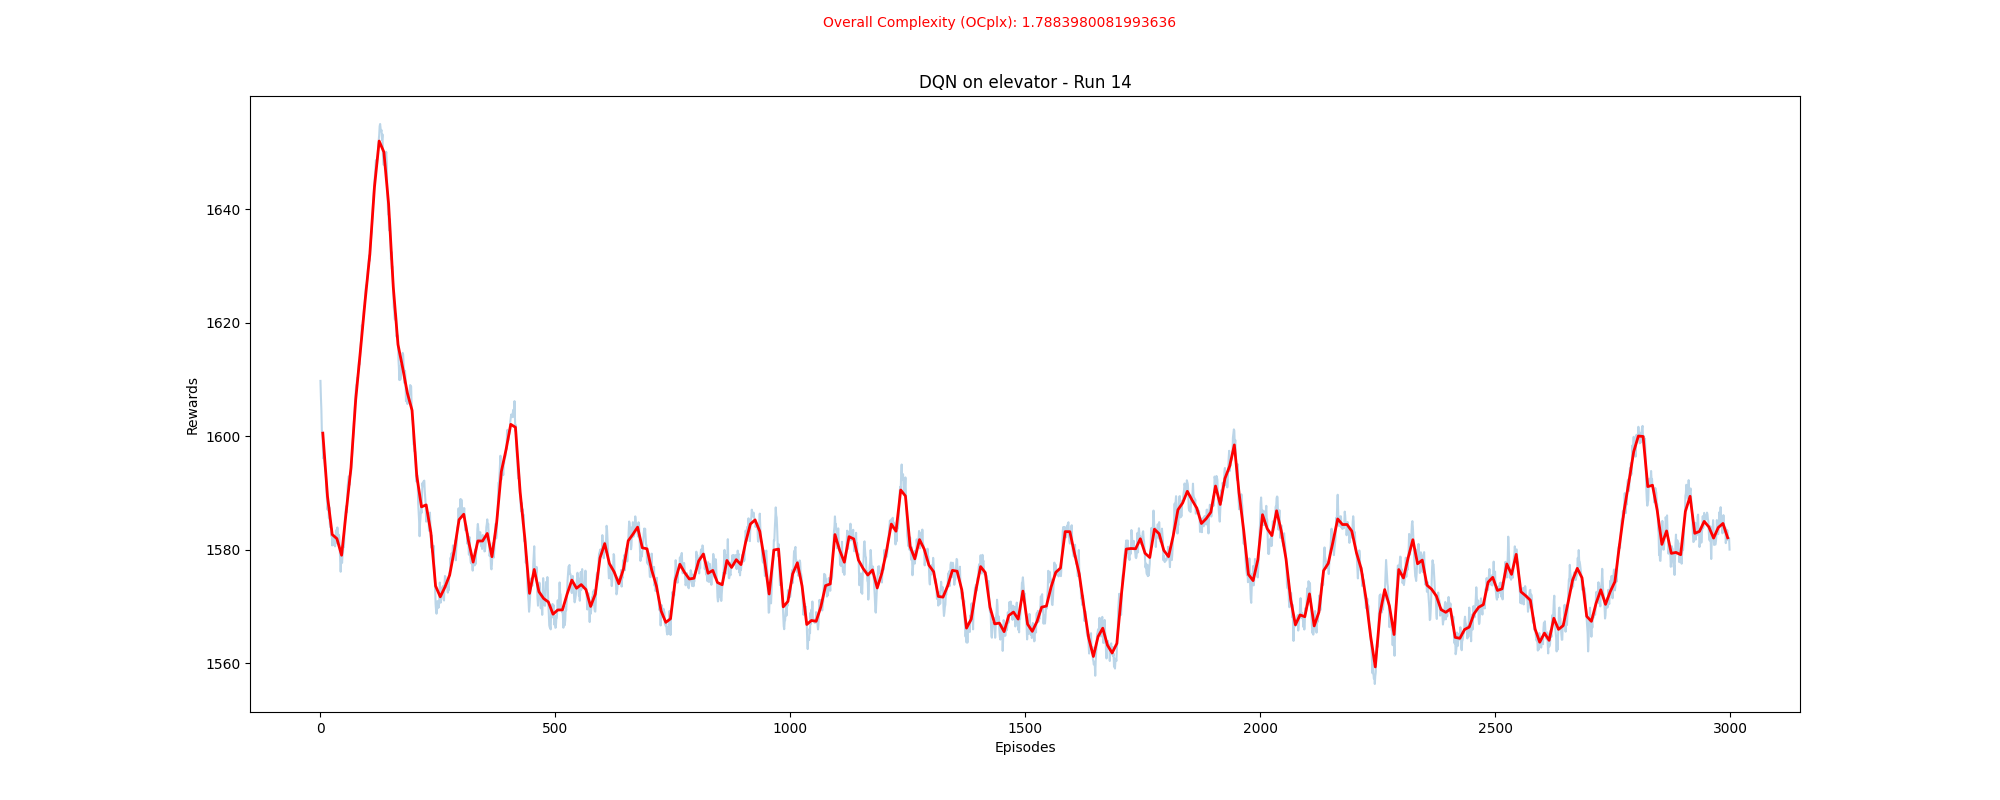 Overall Complexity (OCplx): 1.7883980081993636
DQN on elevator - Run 14
Rewards
1640
1620
1600
1580
1560
0 500 1000 1500 2000 2500 3000
Episodes